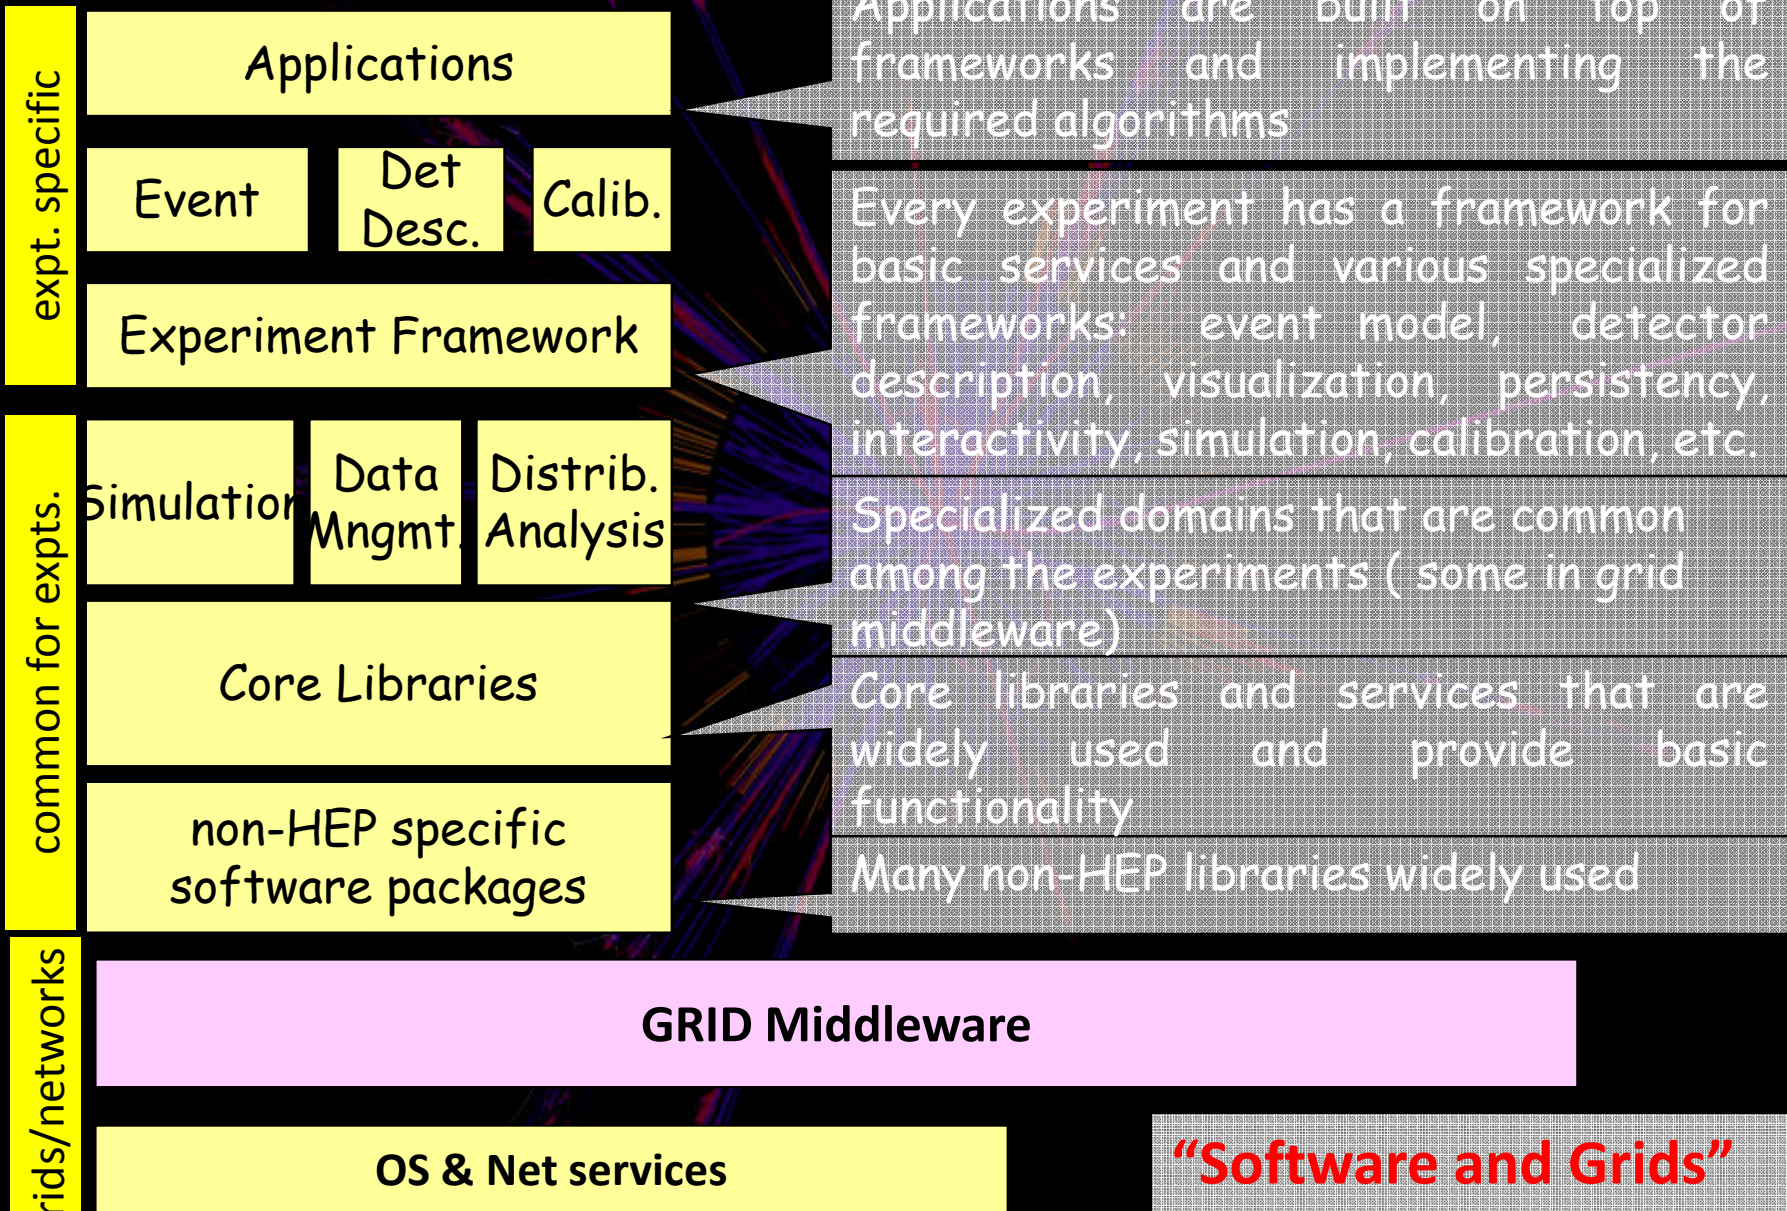 expt. specific
Applications
Event
Det
Desc.
Calib.
Experiment Framework
common for expts.
Simulation
Data
Mngmt.
Distrib.
Analysis
Core Libraries
non-HEP specific
software packages
Applications are built on top of
frameworks and implementing the
required algorithms
Every experiment has a framework for
basic services and various specialized
frameworks: event model, detector
description, visualization, persistency,
interactivity, simulation, calibration, etc.
Specialized domains that are common
among the experiments ( some in grid
middleware)
Core libraries and services that are
widely used and provide basic
functionality
Many non-HEP libraries widely used
rids/networks
GRID Middleware
OS & Net services
“Software and Grids”